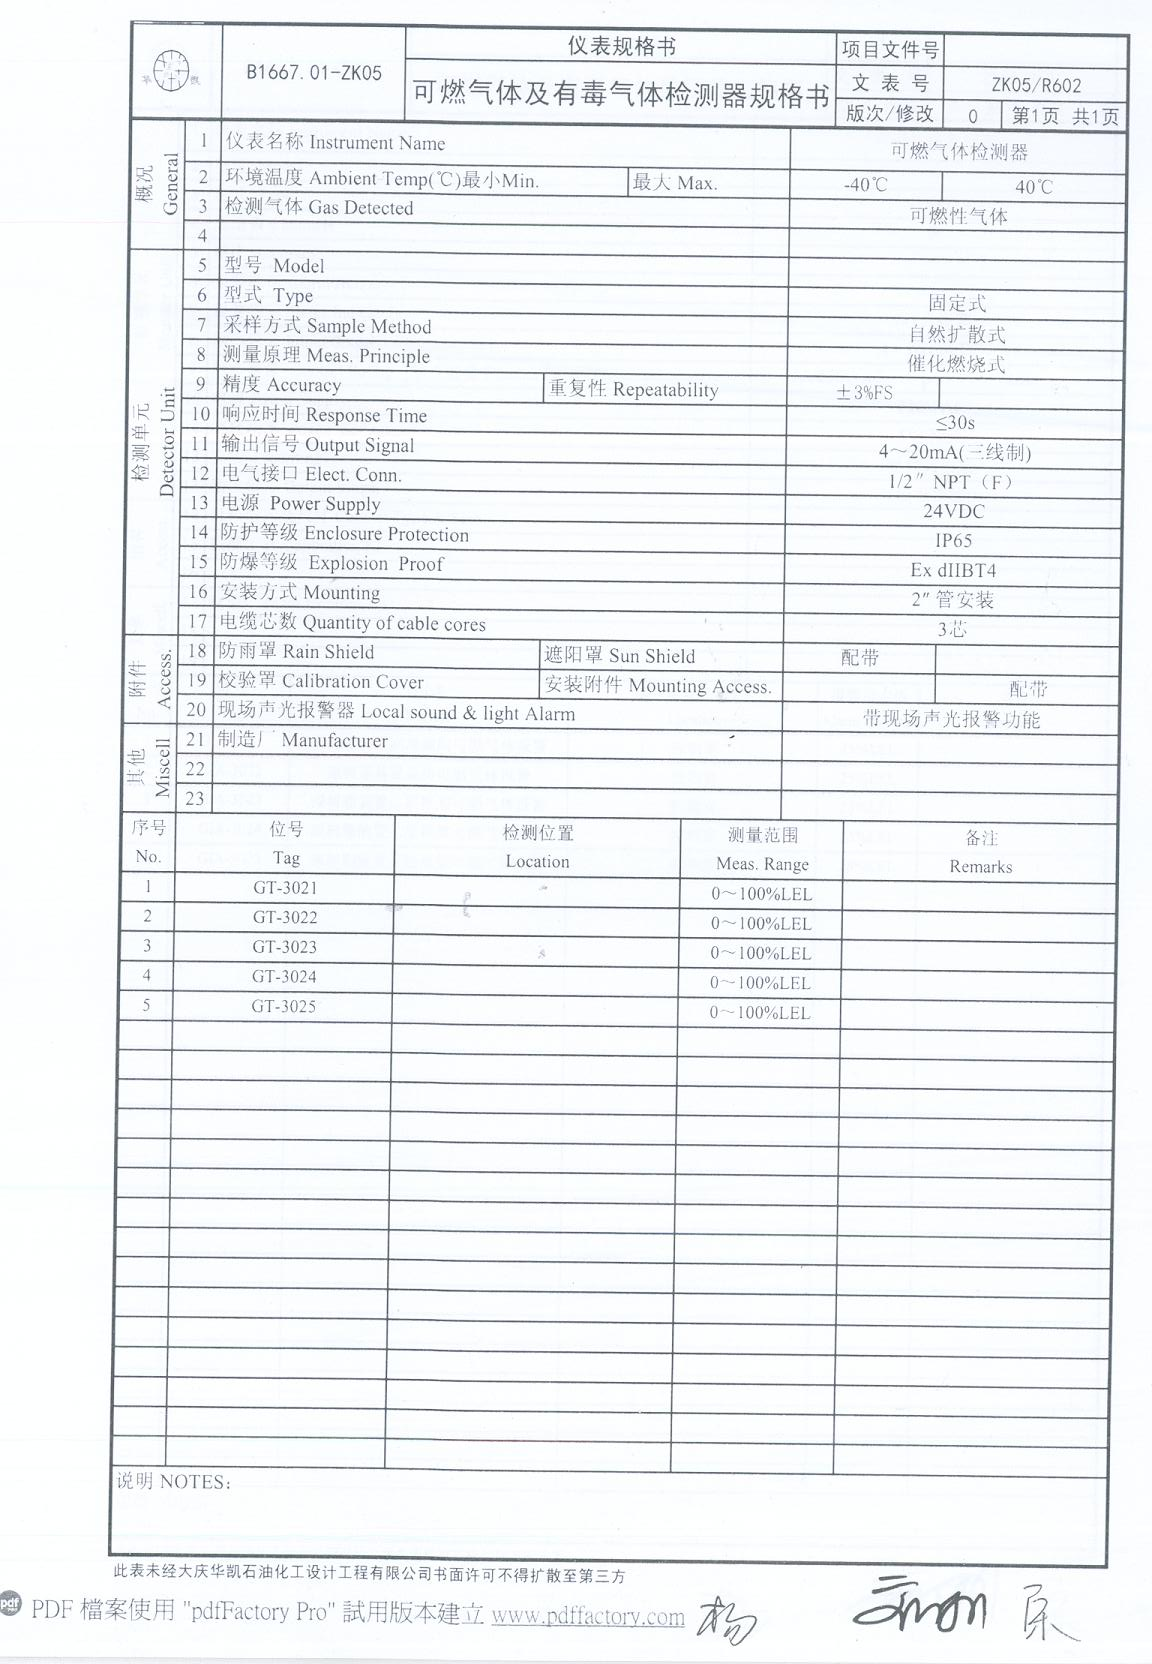 仪表规格书
项目文件号
B1667.01-ZK05
可燃气体及有毒气体检测器规格书
文 表 号 ZK05/R602
版次/修改 0 第1页 共1页
概况 General
1 仪表名称 Instrument Name 可燃气体检测器
2 环境温度 Ambient Temp(℃)最小Min. 最大 Max. -40℃ 40℃
3 检测气体 Gas Detected 可燃性气体
4
检测单元 Detector Unit
5 型号 Model
6 型式 Type 固定式
7 采样方式 Sample Method 自然扩散式
8 测量原理 Meas. Principle 催化燃烧式
9 精度 Accuracy 重复性 Repeatability ±3%FS
10 响应时间 Response Time ≤30s
11 输出信号 Output Signal 4～20mA(三线制)
12 电气接口 Elect. Conn. 1/2″ NPT（F）
13 电源 Power Supply 24VDC
14 防护等级 Enclosure Protection IP65
15 防爆等级 Explosion Proof Ex dIIBT4
16 安装方式 Mounting 2″ 管安装
17 电缆芯数 Quantity of cable cores 3芯
附件 Access.
18 防雨罩 Rain Shield 遮阳罩 Sun Shield 配带
19 校验罩 Calibration Cover 安装附件 Mounting Access. 配带
20 现场声光报警器 Local sound & light Alarm 带现场声光报警功能
其他 Miscell
21 制造厂 Manufacturer
22
23
序号 位号 检测位置 测量范围 备注
No. Tag Location Meas. Range Remarks
1 GT-3021 0～100%LEL
2 GT-3022 0～100%LEL
3 GT-3023 0～100%LEL
4 GT-3024 0～100%LEL
5 GT-3025 0～100%LEL
说明 NOTES：
此表未经大庆华凯石油化工设计工程有限公司书面许可不得扩散至第三方
PDF 檔案使用 "pdfFactory Pro" 試用版本建立 www.pdffactory.com 杨